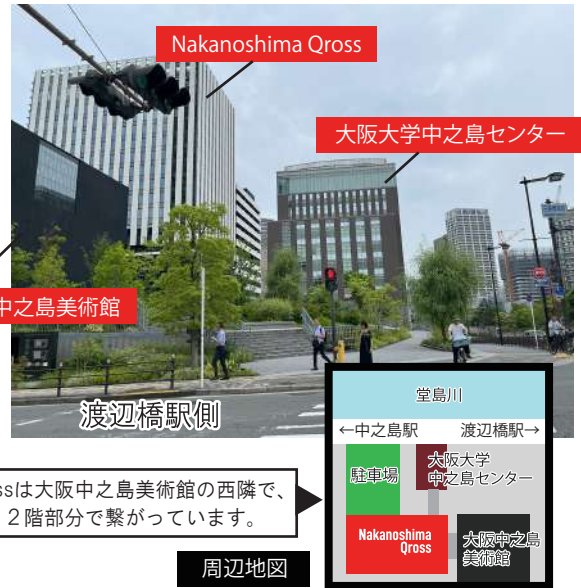 Nakanoshima Qross
大阪大学中之島センター
中之島美術館
渡辺橋駅側
堂島川
←中之島駅 渡辺橋駅→
駐車場
大阪大学
中之島センター
ssは大阪中之島美術館の西隣で、
２階部分で繋がっています。
Nakanoshima
Qross
大阪中之島
美術館
周辺地図